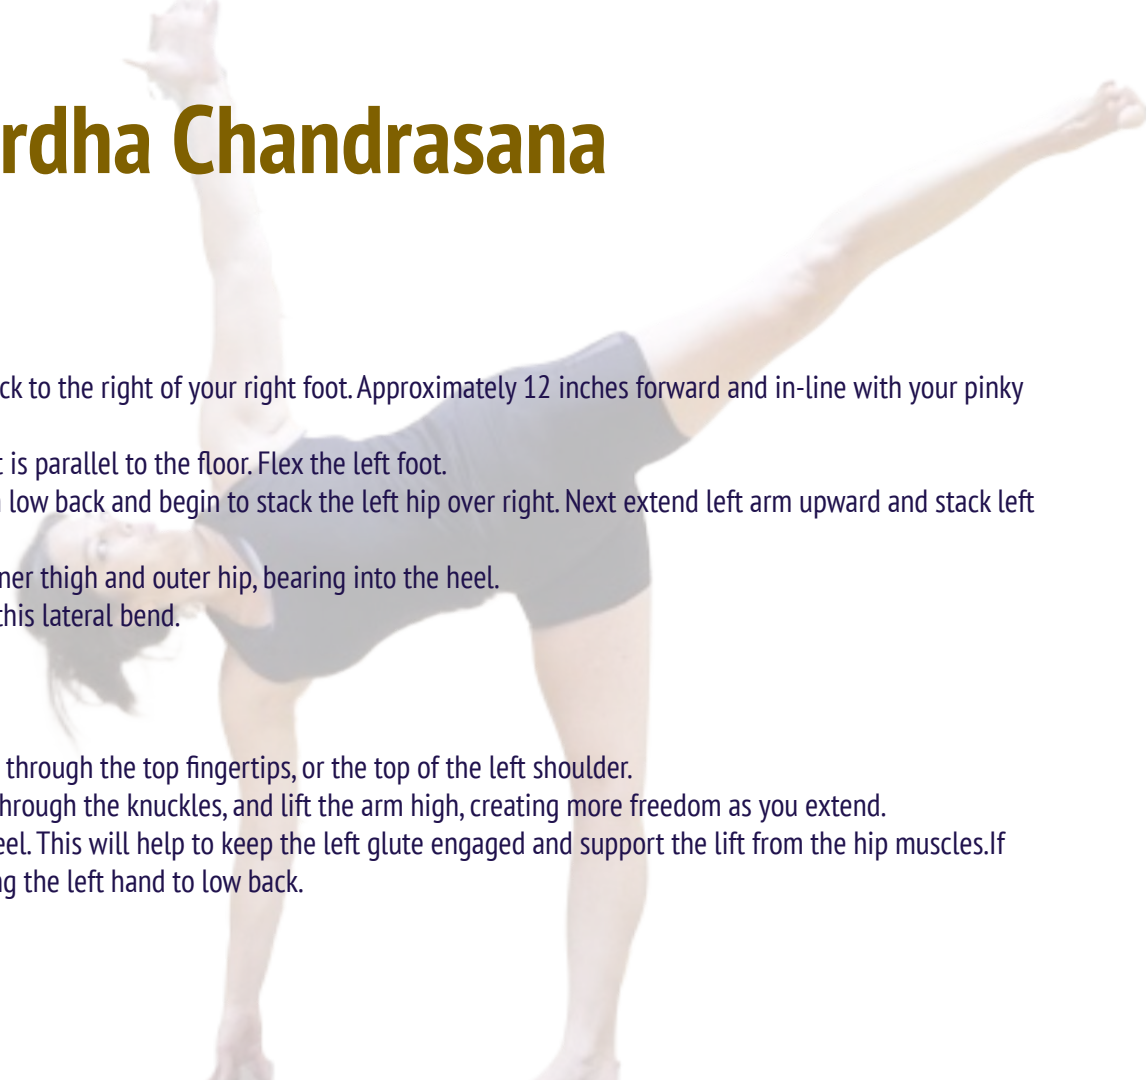 rdha Chandrasana
ck to the right of your right foot. Approximately 12 inches forward and in-line with your pinky
is parallel to the floor. Flex the left foot.
low back and begin to stack the left hip over right. Next extend left arm upward and stack left
ner thigh and outer hip, bearing into the heel.
this lateral bend.
through the top fingertips, or the top of the left shoulder.
hrough the knuckles, and lift the arm high, creating more freedom as you extend.
eel. This will help to keep the left glute engaged and support the lift from the hip muscles.If
g the left hand to low back.